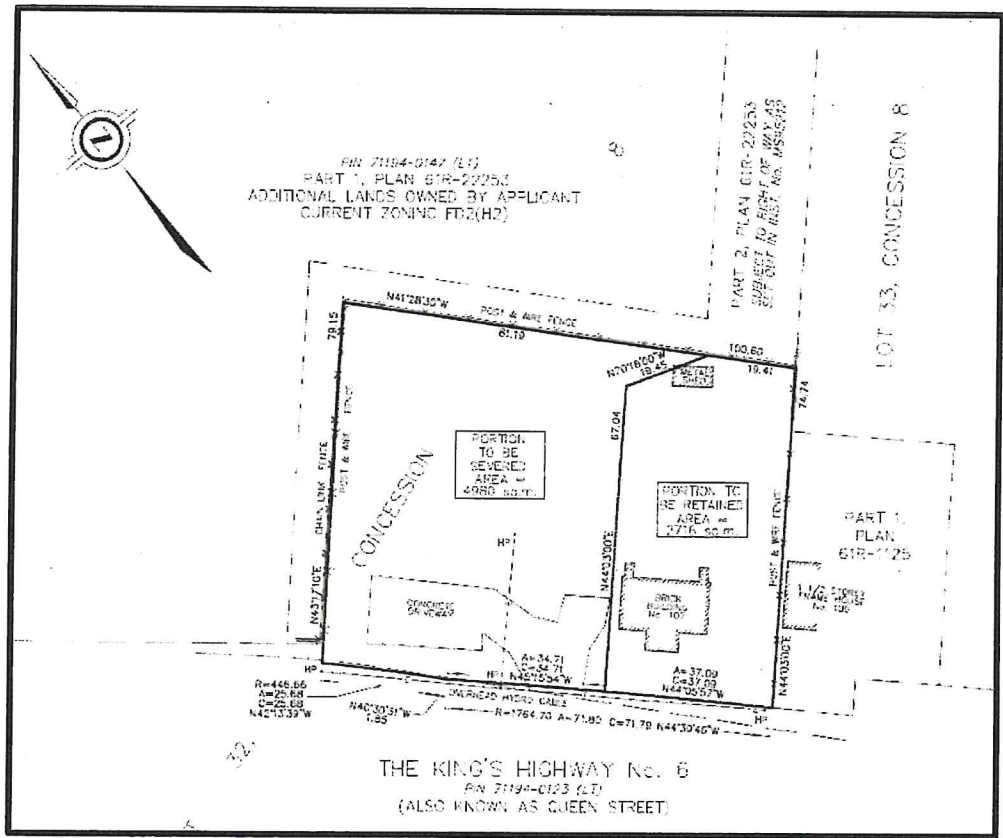 PIN 71194-0147 (LT)
PART 1, PLAN 61R-22253
ADDITIONAL LANDS OWNED BY APPLICANT
CURRENT ZONING FD2(H2)
8
PART 2, PLAN 61R-22253
SUBJECT TO RIGHT OF WAY AS
SET OUT IN INST. No.
LOT 33, CONCESSION 8
N41°28'30"W
POST & WIRE FENCE
81.19
79.15
100.60
19.41
N70°18'00"W
19.45
METAL
SHED
74.74
67.04
CHAIN LINK FENCE
POST & WIRE FENCE
CONCESSION
PORTION
TO BE
SEVERED
AREA =
4980 sq.m.
PORTION TO
BE RETAINED
AREA =
2716 sq.m.
POST & WIRE FENCE
PART 1,
PLAN
61R-1125
HP
N43°17'10"E
N44°03'00"E
CONCRETE
DRIVEWAY
BRICK
BUILDING
No. 107
1 1/2 STOREY
FRAME HOUSE
No. 105
N44°03'00"E
A=34.71
C=34.71
N45°15'54"W
A=37.09
C=37.09
N44°05'57"W
HP
HP
HP
R=446.66
A=25.68
C=25.68
N42°13'39"W
N40°30'51"W
1.85
OVERHEAD HYDRO CABLE
R=1764.70 A=71.80 C=71.79 N44°39'46"W
32,
THE KING'S HIGHWAY No. 6
PIN 71194-0123 (LT)
(ALSO KNOWN AS QUEEN STREET)